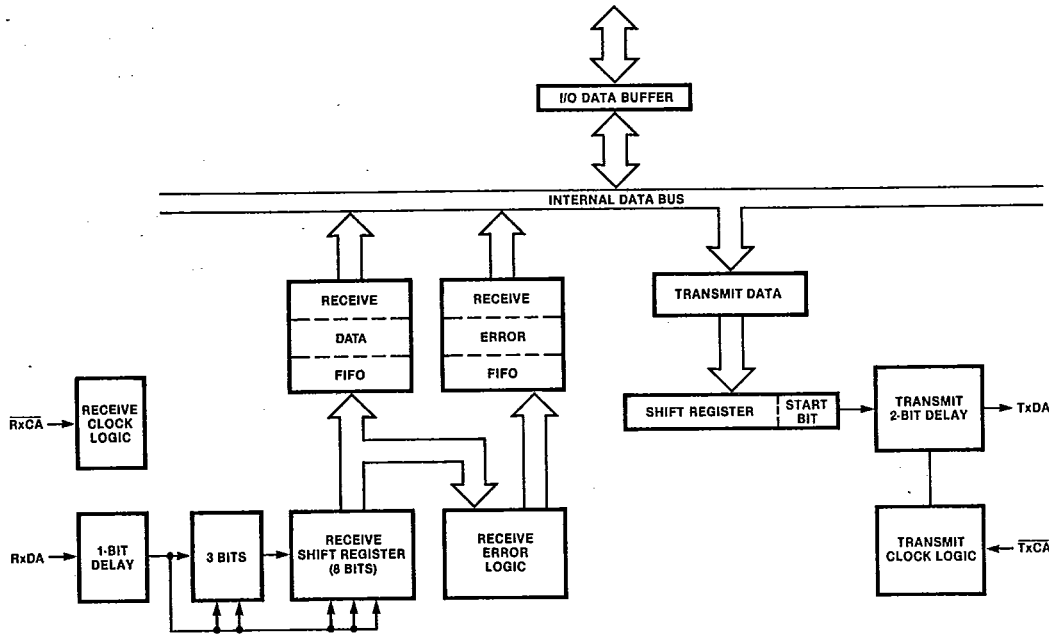 I/O DATA BUFFER
INTERNAL DATA BUS
RECEIVE
DATA
FIFO
RECEIVE
ERROR
FIFO
TRANSMIT DATA
SHIFT REGISTER
START
BIT
TRANSMIT
2-BIT DELAY
TxDA
RxCA
RECEIVE
CLOCK
LOGIC
RxDA
1-BIT
DELAY
3 BITS
RECEIVE
SHIFT REGISTER
(8 BITS)
RECEIVE
ERROR
LOGIC
TRANSMIT
CLOCK LOGIC
TxCA